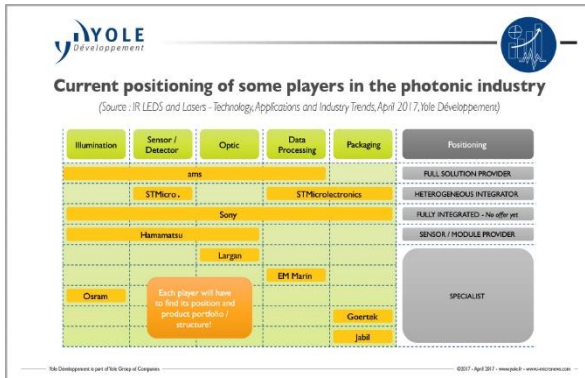 YOLE
Développement
Current positioning of some players in the photonic industry
(Source : IR LEDS and Lasers - Technology, Applications and Industry Trends, April 2017, Yole Développement)
Illumination
Sensor /
Detector
Optic
Data
Processing
Packaging
Positioning
ams
FULL SOLUTION PROVIDER
STMicro.
STMicrolectronics
HETEROGENEOUS INTEGRATOR
Sony
FULLY INTEGRATED - No offer yet
Hamamatsu
SENSOR / MODULE PROVIDER
Largan
EM Marin
Osram
Each player will have
to find its position and
product portfolio /
structure!
SPECIALIST
Goertek
Jabil
Yole Développement is part of Yole Group of Companies
©2017 - April 2017 - www.yole.fr - www.i-micronews.com